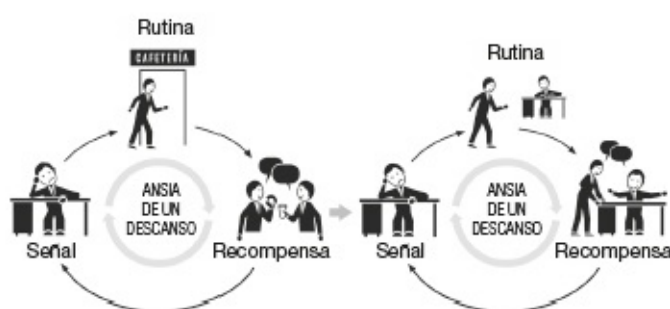 Rutina
CAFETERÍA
ANSIA
DE UN
DESCANSO
Señal
Recompensa
Rutina
ANSIA
DE UN
DESCANSO
Señal
Recompensa